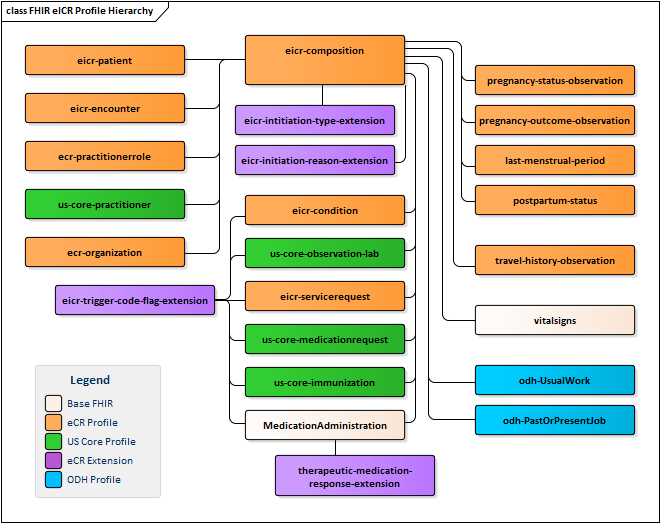 class FHIR eICR Profile Hierarchy
eicr-patient
eicr-encounter
ecr-practitionerrole
us-core-practitioner
ecr-organization
eicr-trigger-code-flag-extension
eicr-composition
eicr-intitiation-type-extension
eicr-initiation-reason-extension
eicr-condition
us-core-observation-lab
eicr-servicerequest
us-core-medicationrequest
us-core-immunization
MedicationAdministration
therapeutic-medication-
response-extension
pregnancy-status-observation
pregnancy-outcome-observation
last-menstrual-period
postpartum-status
travel-history-observation
vitalsigns
odh-UsualWork
odh-PastOrPresentJob
Legend
Base FHIR
eCR Profile
US Core Profile
eCR Extension
ODH Profile